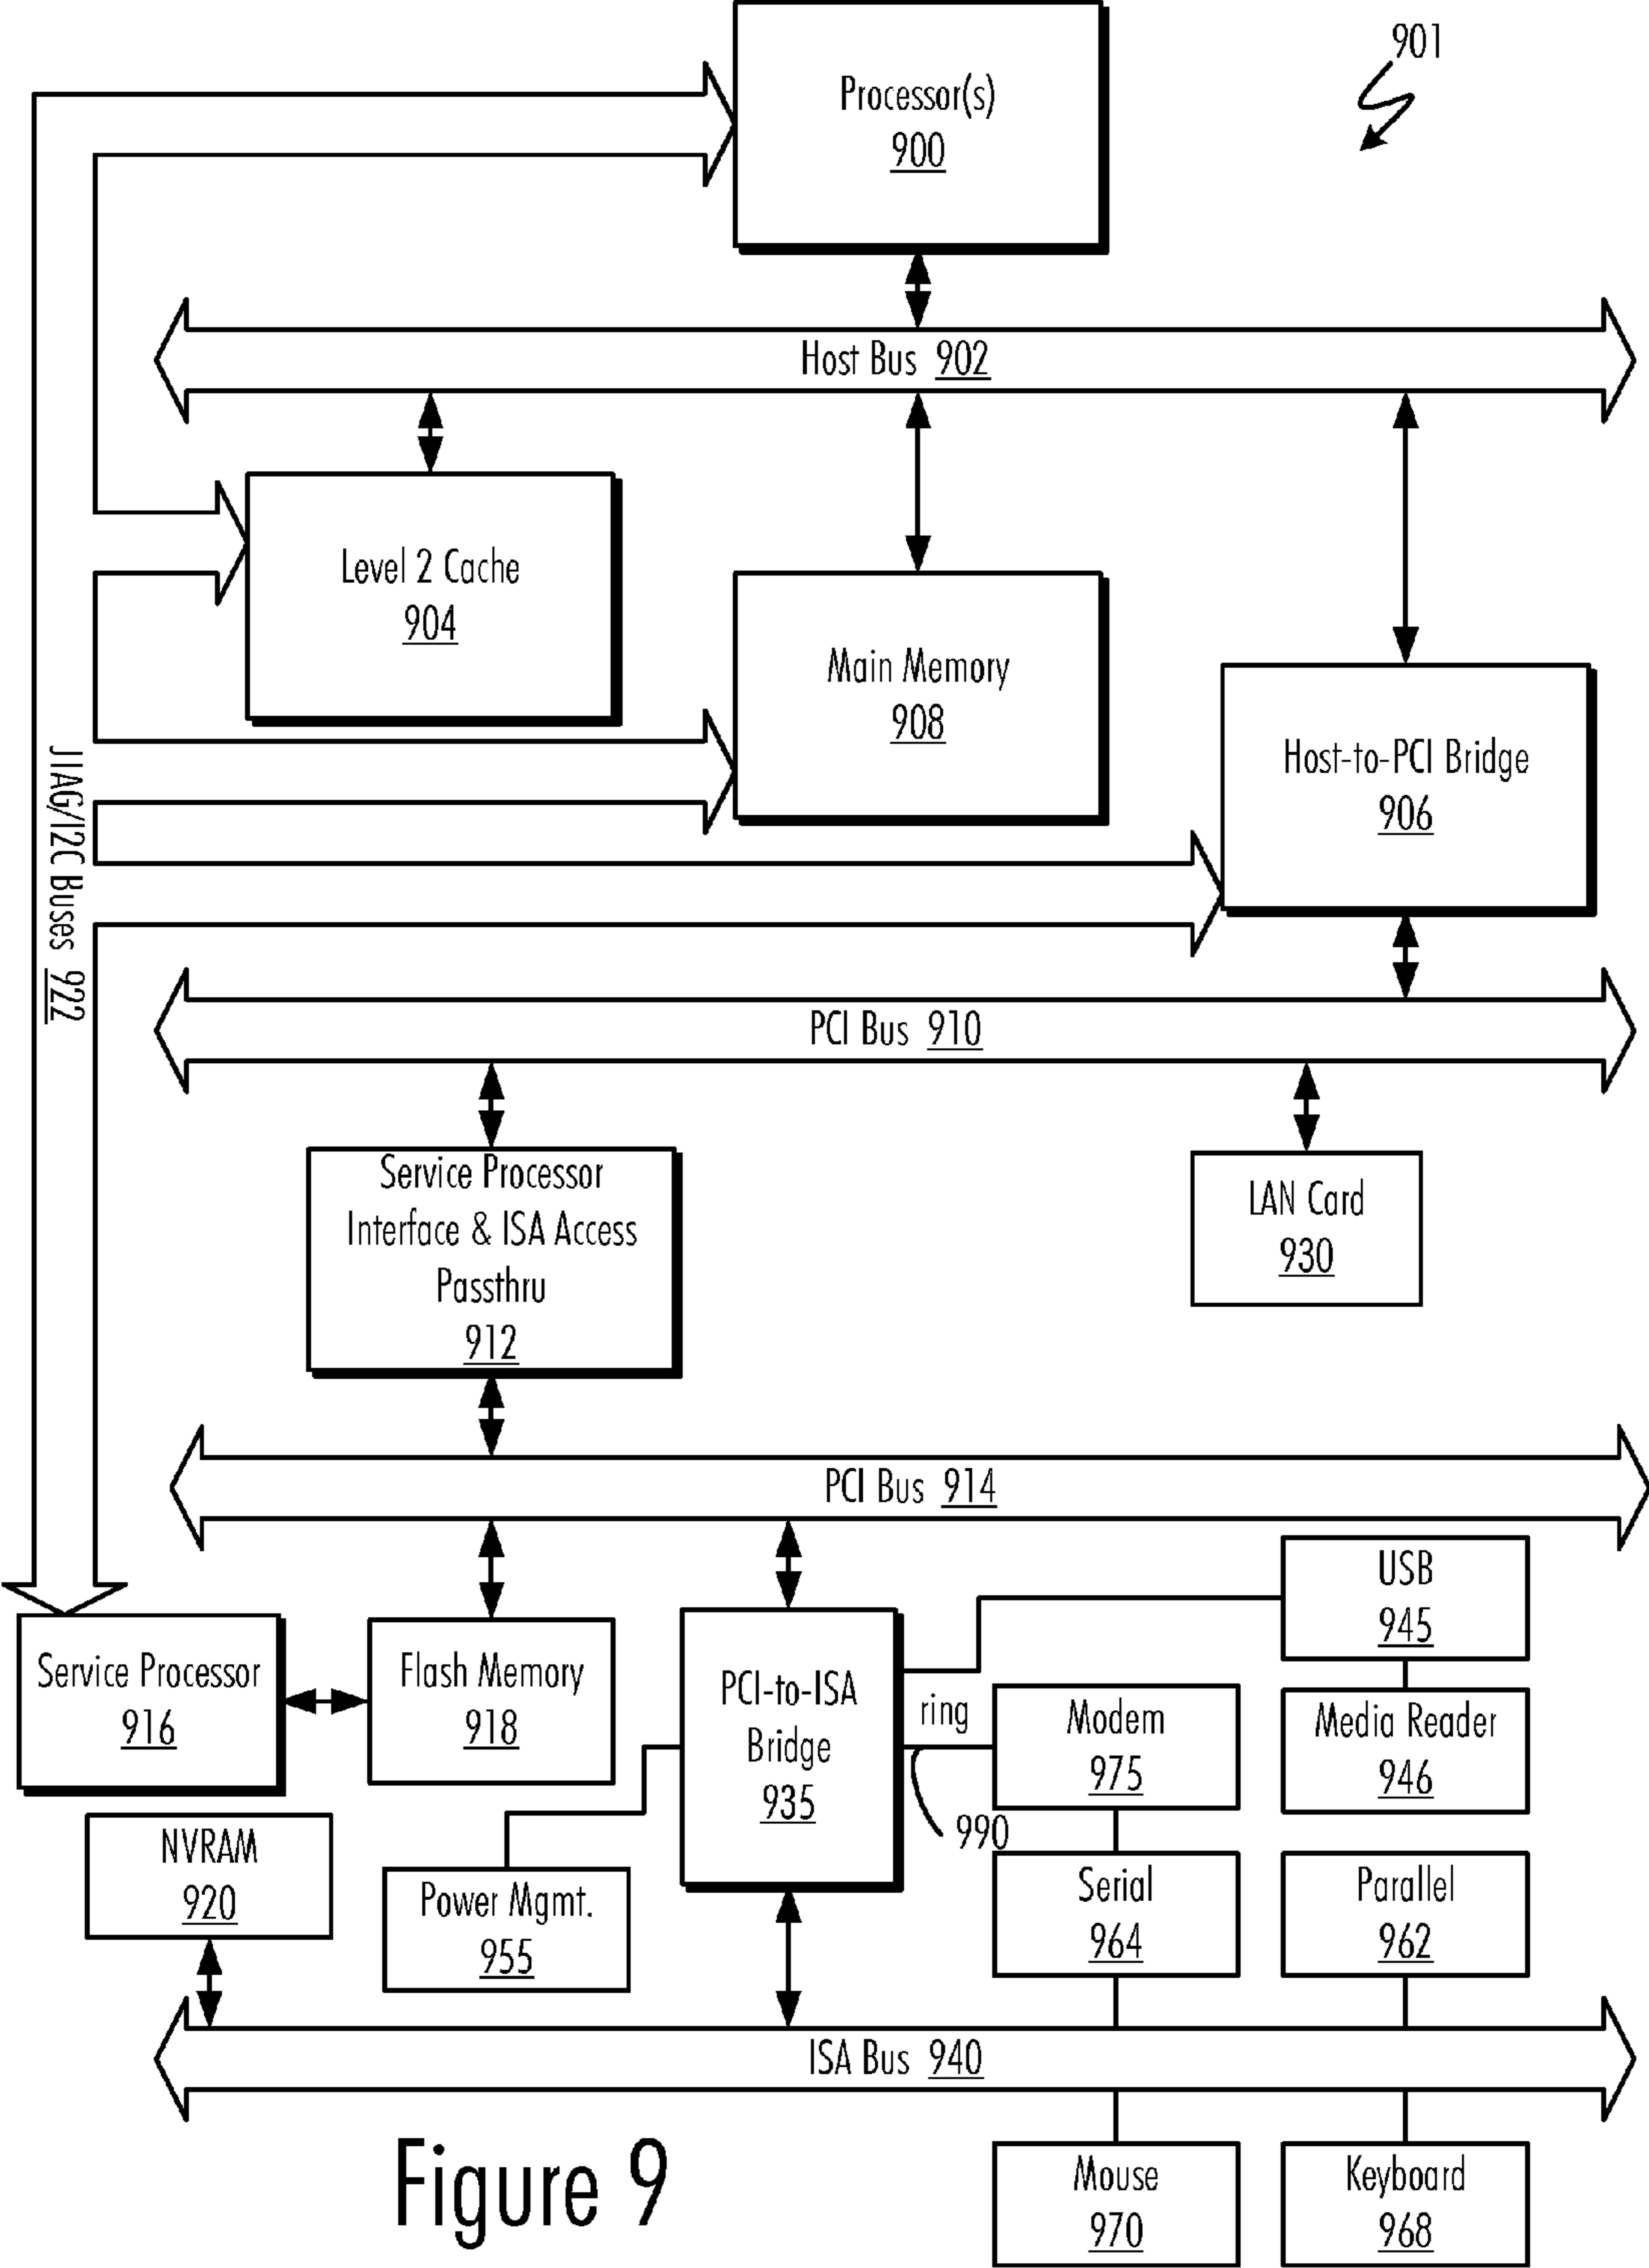 901
Processor(s)
900
Host Bus 902
Level 2 Cache
904
Main Memory
908
Host-to-PCI Bridge
906
JTAG/I2C Buses 922
PCI Bus 910
Service Processor
Interface & ISA Access
Passthru
912
LAN Card
930
PCI Bus 914
USB
945
Service Processor
916
Flash Memory
918
PCI-to-ISA
Bridge
935
ring
Modem
975
Media Reader
946
990
NVRAM
920
Power Mgmt.
955
Serial
964
Parallel
962
ISA Bus 940
Figure 9
Mouse
970
Keyboard
968